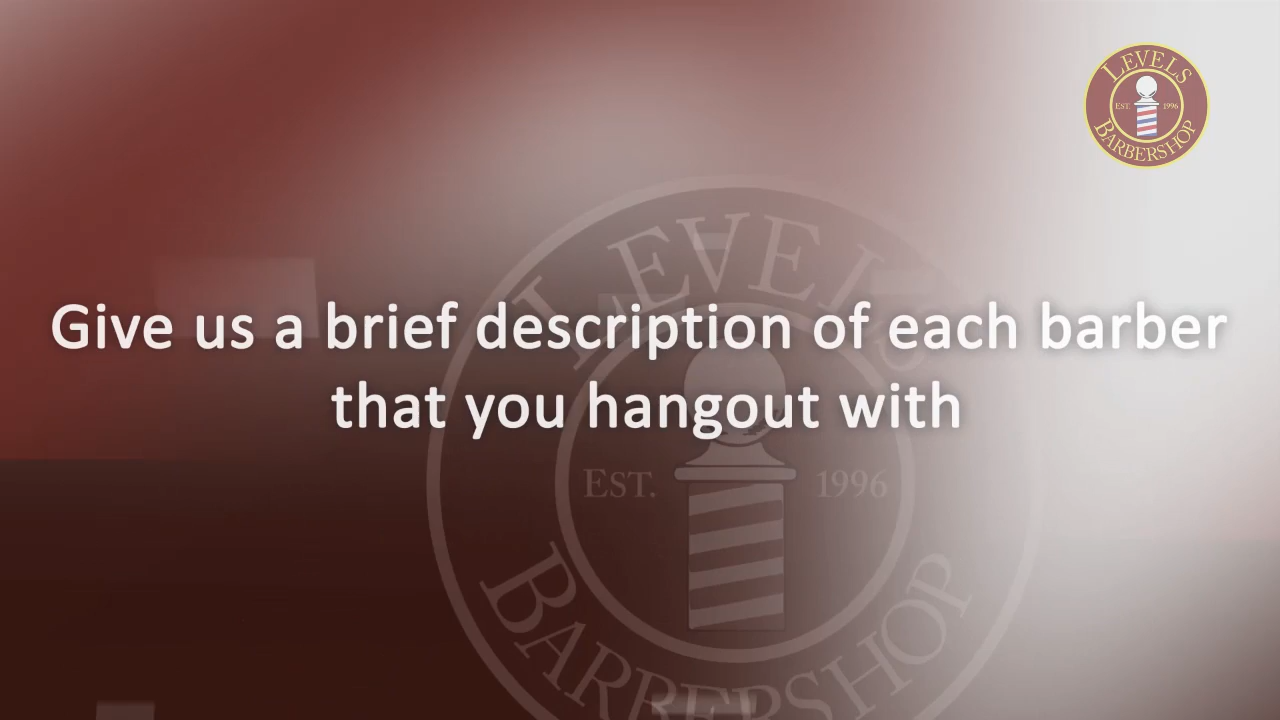 LEVELS
EST. 1996
BARBERSHOP
Give us a brief description of each barber
that you hangout with
LEVELS
EST. 1996
BARBERSHOP